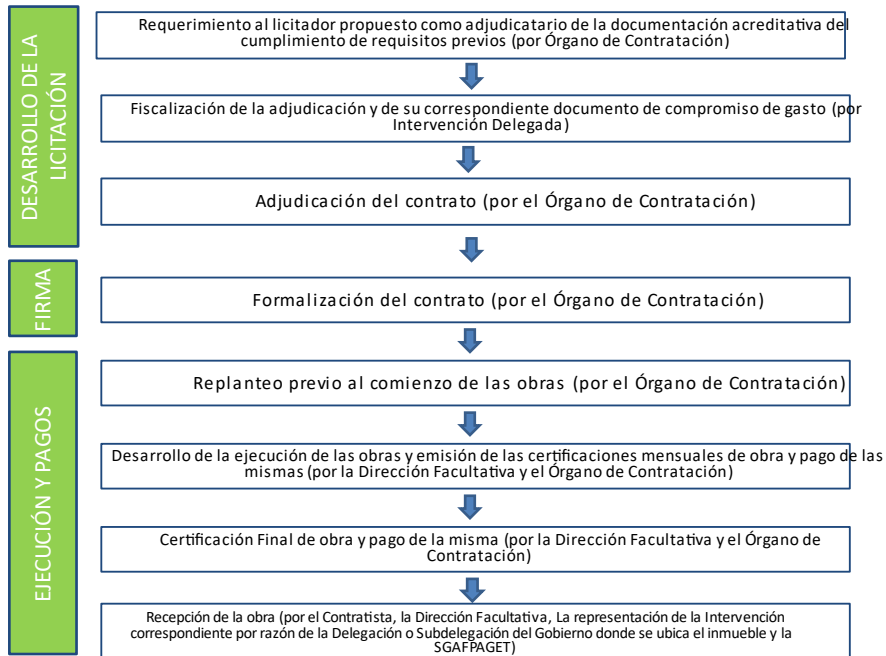 DESARROLLO DE LA
LICITACIÓN
Requerimiento al licitador propuesto como adjudicatario de la documentación acreditativa del
cumplimiento de requisitos previos (por Órgano de Contratación)
Fiscalización de la adjudicación y de su correspondiente documento de compromiso de gasto (por
Intervención Delegada)
Adjudicación del contrato (por el Órgano de Contratación)
FIRMA
Formalización del contrato (por el Órgano de Contratación)
EJECUCIÓN Y PAGOS
Replanteo previo al comienzo de las obras (por el Órgano de Contratación)
Desarrollo de la ejecución de las obras y emisión de las certificaciones mensuales de obra y pago de las
mismas (por la Dirección Facultativa y el Órgano de Contratación)
Certificación Final de obra y pago de la misma (por la Dirección Facultativa y el Órgano de
Contratación)
Recepción de la obra (por el Contratista, la Dirección Facultativa, La representación de la Intervención
correspondiente por razón de la Delegación o Subdelegación del Gobierno donde se ubica el inmueble y la
SGAFPAGET)